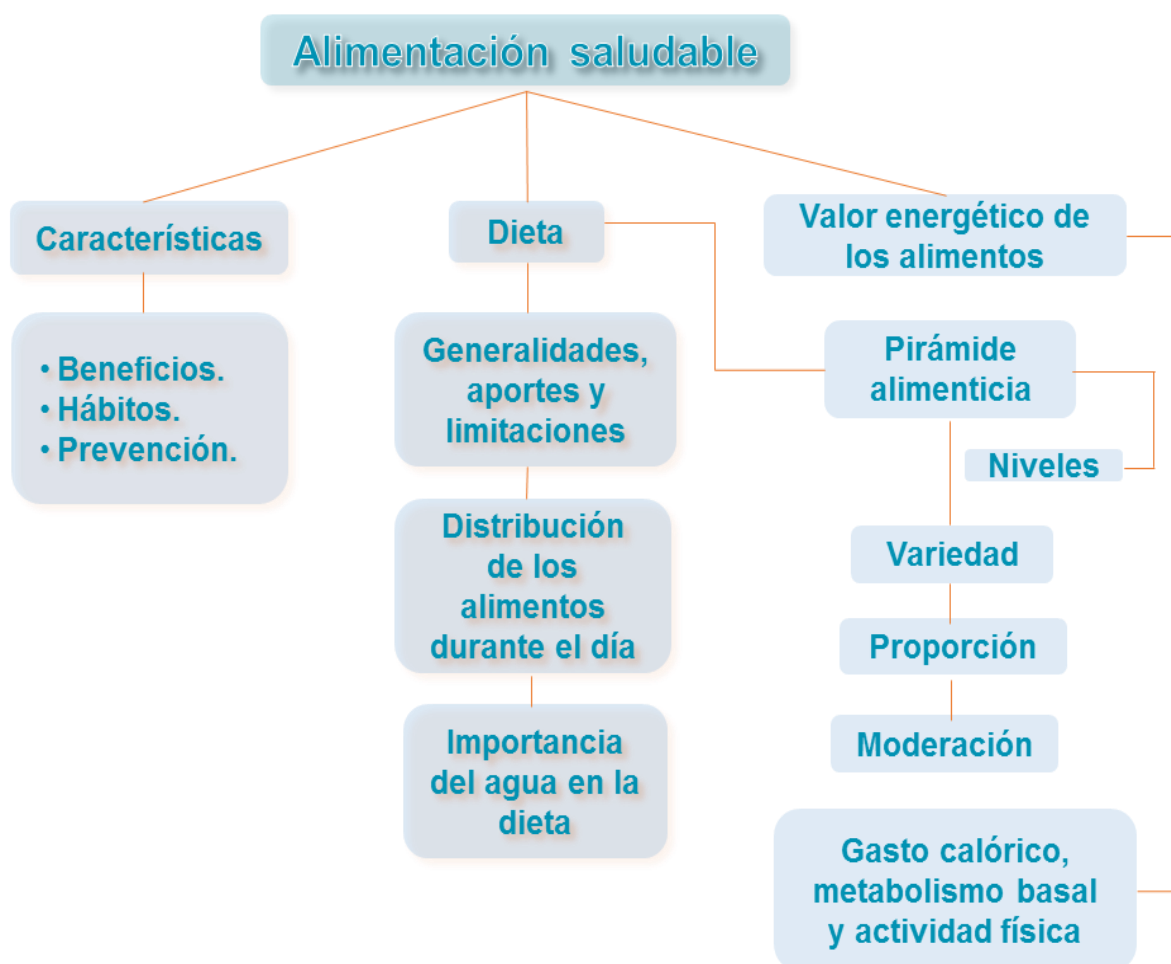 Alimentación saludable
Características
• Beneficios.
• Hábitos.
• Prevención.
Dieta
Generalidades,
aportes y
limitaciones
Distribución
de los
alimentos
durante el día
Importancia
del agua en la
dieta
Valor energético de
los alimentos
Pirámide
alimenticia
Niveles
Variedad
Proporción
Moderación
Gasto calórico,
metabolismo basal
y actividad física